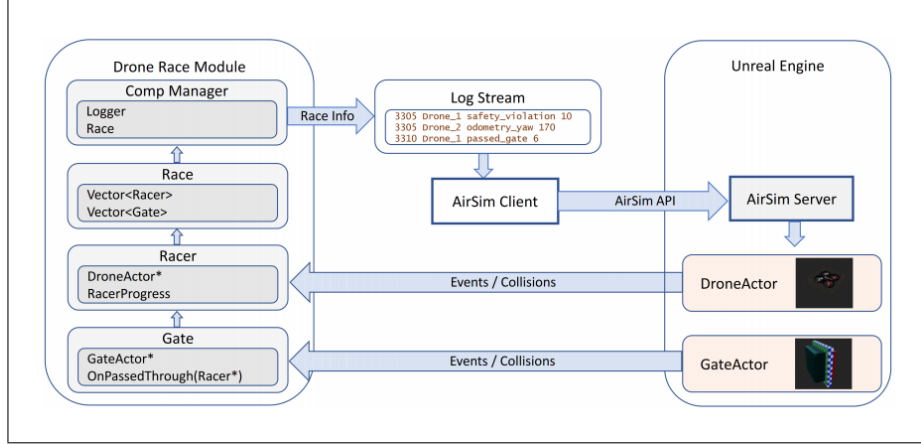 Drone Race Module
Comp Manager
Logger
Race
Race
Vector<Racer>
Vector<Gate>
Racer
DroneActor*
RacerProgress
Gate
GateActor*
OnPassedThrough(Racer*)
Race Info
Log Stream
3305 Drone_1 safety_violation 10
3305 Drone_2 odometry_yaw 170
3310 Drone_1 passed_gate 6
AirSim Client
AirSim API
Unreal Engine
AirSim Server
Events / Collisions
DroneActor
Events / Collisions
GateActor